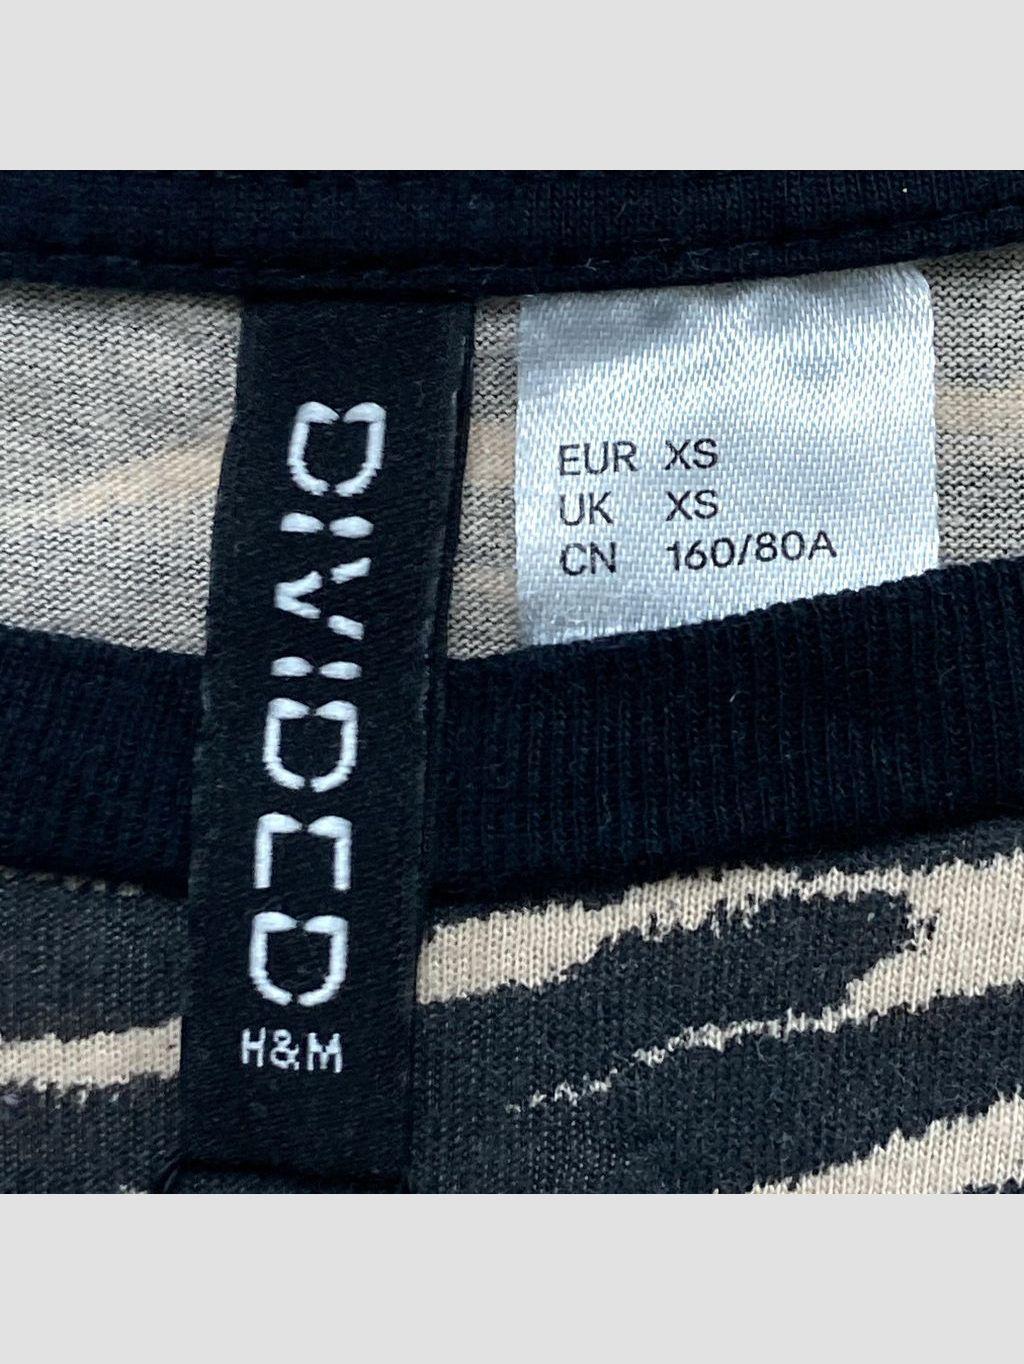 DIVIDED
H&M
EUR XS
UK XS
CN 160/80A